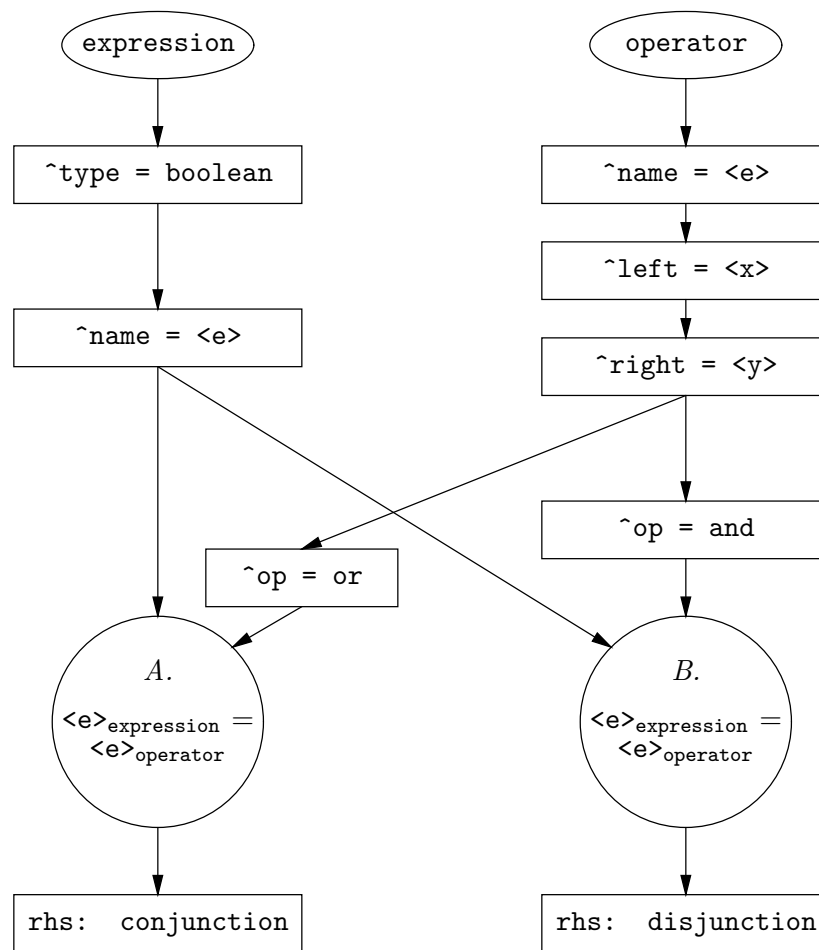 expression
operator
^type = boolean
^name = <e>
^left = <x>
^name = <e>
^right = <y>
^op = and
^op = or
A.
<e>expression =
<e>operator
B.
<e>expression =
<e>operator
rhs: conjunction
rhs: disjunction